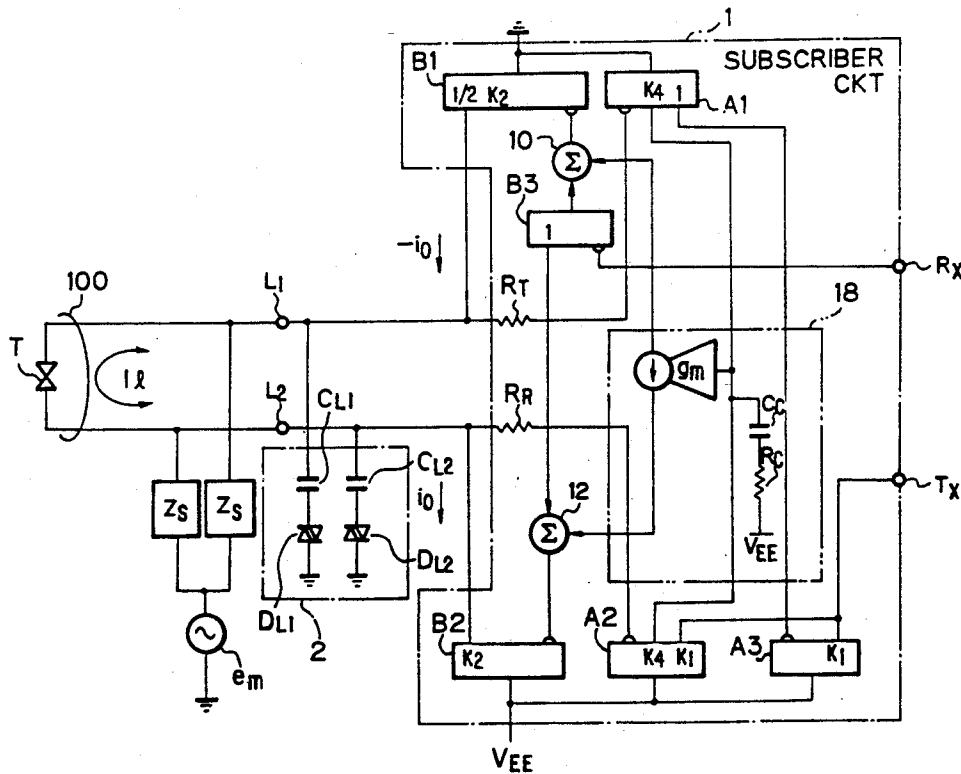 1
SUBSCRIBER
CKT
B1
1/2 K2
K4 1
A1
10
Σ
B3
1
-i0
RX
100
L1
RT
18
T
1ℓ
gm
L2
RR
CL1
CC
CL2
RC
TX
ZS
ZS
i0
12
Σ
VEE
DL2
DL1
2
B2
A2
A3
K2
K4 K1
K1
em
VEE